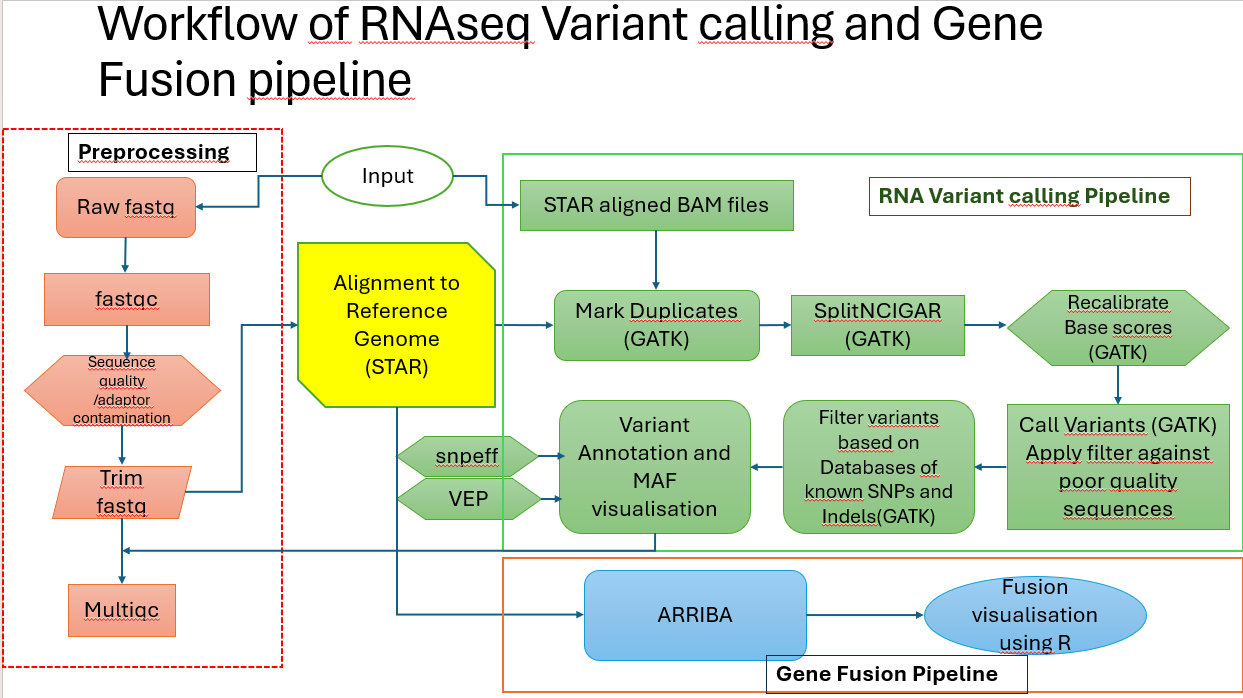 Workflow of RNAseq Variant calling and Gene
Fusion pipeline
Preprocessing
Raw fastq
fastqc
Sequence
quality
/adaptor
contamination
Trim
fastq
Multiqc
Input
Alignment to
Reference
Genome
(STAR)
snpeff
VEP
RNA Variant calling Pipeline
STAR aligned BAM files
Mark Duplicates
(GATK)
SplitNCIGAR
(GATK)
Recalibrate
Base scores
(GATK)
Call Variants (GATK)
Apply filter against
poor quality
sequences
Filter variants
based on
Databases of
known SNPs and
Indels(GATK)
Variant
Annotation and
MAF
visualisation
ARRIBA
Fusion
visualisation
using R
Gene Fusion Pipeline